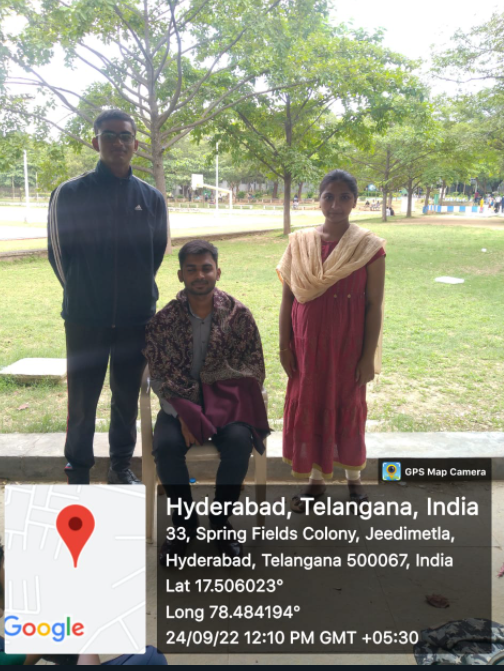 GPS Map Camera
Hyderabad, Telangana, India
33, Spring Fields Colony, Jeedimetla,
Hyderabad, Telangana 500067, India
Lat 17.506023°
Long 78.484194°
24/09/22 12:10 PM GMT +05:30
Google